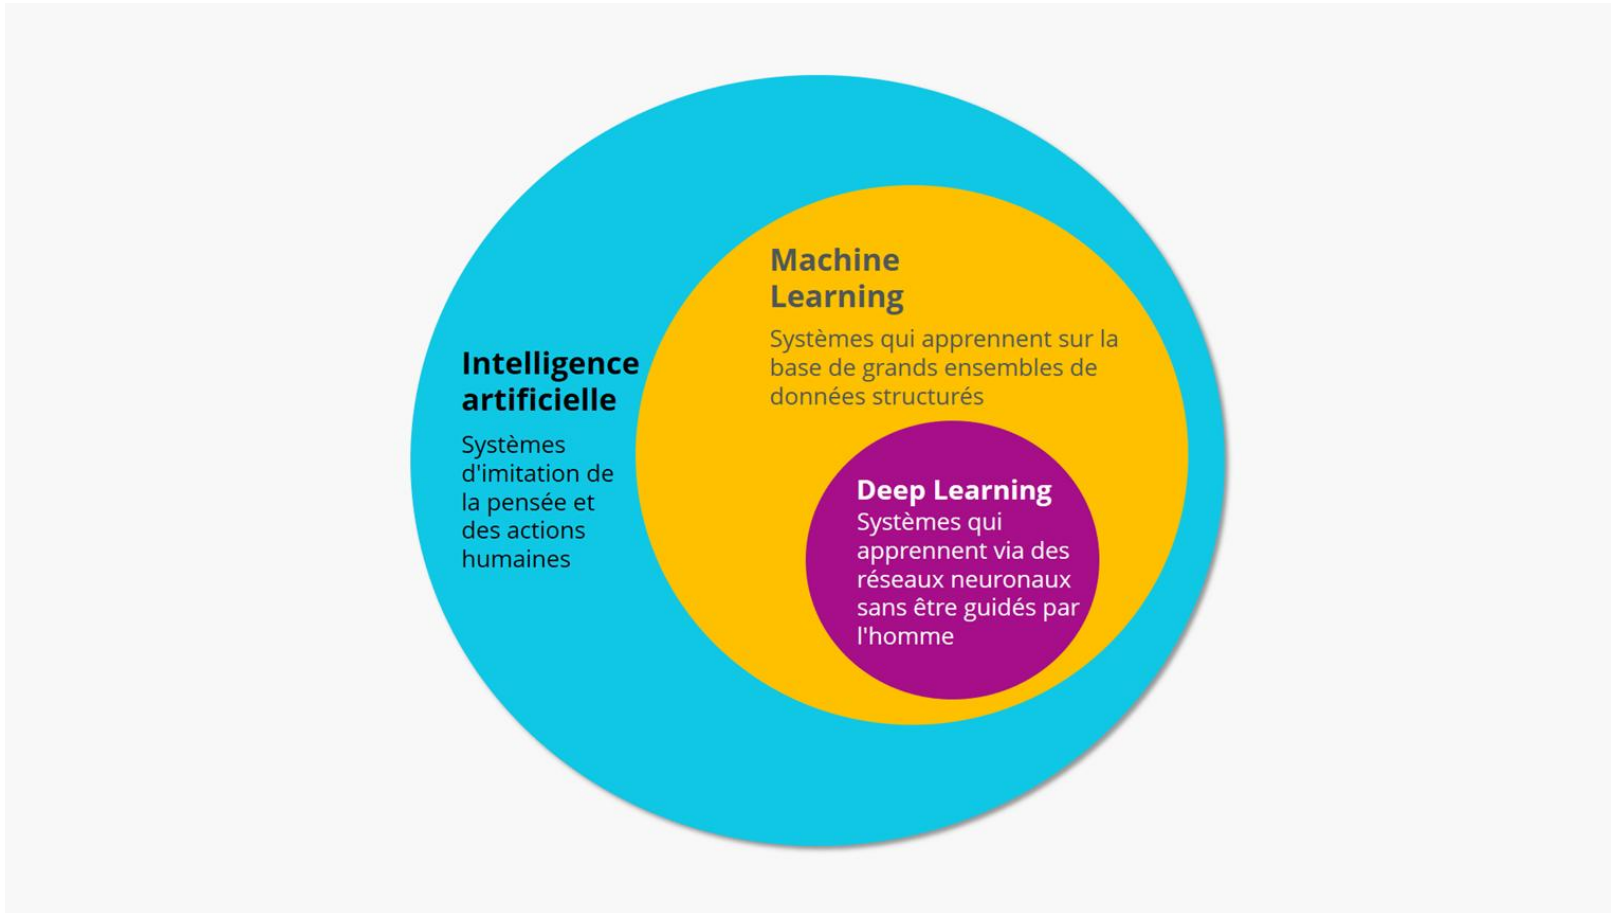 Intelligence
artificielle
Systèmes
d'imitation de
la pensée et
des actions
humaines
Machine
Learning
Systèmes qui apprennent sur la
base de grands ensembles de
données structurés
Deep Learning
Systèmes qui
apprennent via des
réseaux neuronaux
sans être guidés par
l'homme